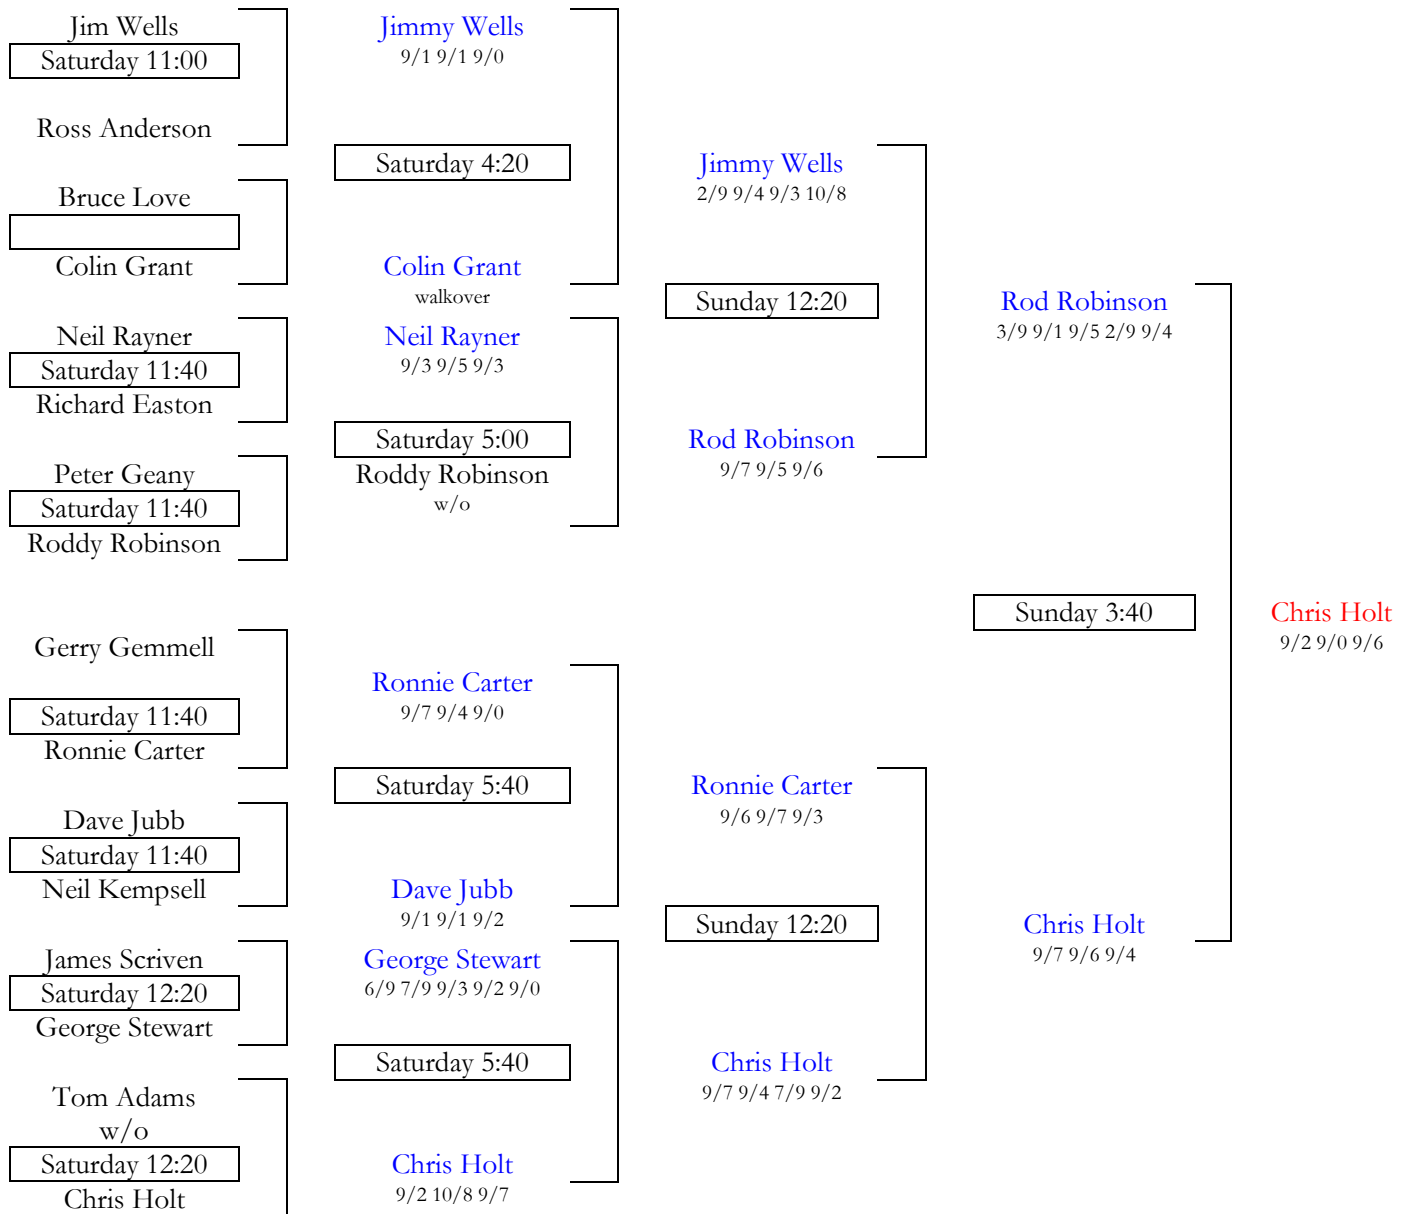 Jim Wells
Saturday 11:00
Ross Anderson
Bruce Love
Colin Grant
Neil Rayner
Saturday 11:40
Richard Easton
Peter Geany
Saturday 11:40
Roddy Robinson
Gerry Gemmell
Saturday 11:40
Ronnie Carter
Dave Jubb
Saturday 11:40
Neil Kempsell
James Scriven
Saturday 12:20
George Stewart
Tom Adams
w/o
Saturday 12:20
Chris Holt
Jimmy Wells
9/1 9/1 9/0
Saturday 4:20
Colin Grant
walkover
Neil Rayner
9/3 9/5 9/3
Saturday 5:00
Roddy Robinson
w/o
Ronnie Carter
9/7 9/4 9/0
Saturday 5:40
Dave Jubb
9/1 9/1 9/2
George Stewart
6/9 7/9 9/3 9/2 9/0
Saturday 5:40
Chris Holt
9/2 10/8 9/7
Jimmy Wells
2/9 9/4 9/3 10/8
Sunday 12:20
Rod Robinson
9/7 9/5 9/6
Ronnie Carter
9/6 9/7 9/3
Sunday 12:20
Chris Holt
9/7 9/4 7/9 9/2
Rod Robinson
3/9 9/1 9/5 2/9 9/4
Sunday 3:40
Chris Holt
9/7 9/6 9/4
Chris Holt
9/2 9/0 9/6